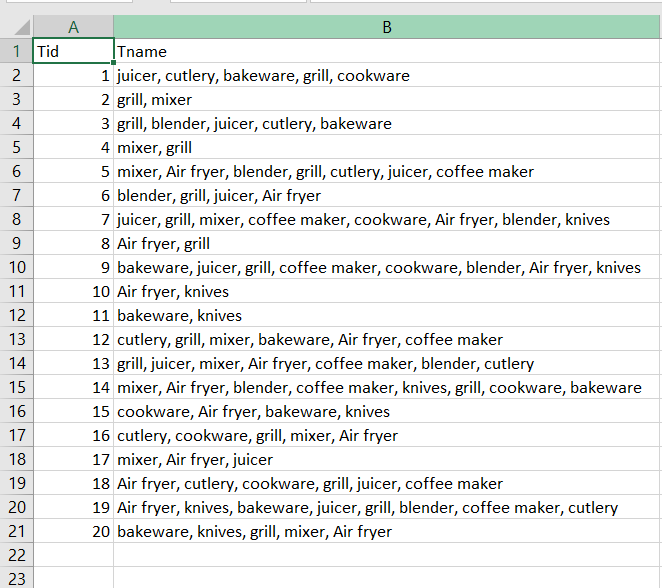 A B
1 Tid Tname
2 1 juicer, cutlery, bakeware, grill, cookware
3 2 grill, mixer
4 3 grill, blender, juicer, cutlery, bakeware
5 4 mixer, grill
6 5 mixer, Air fryer, blender, grill, cutlery, juicer, coffee maker
7 6 blender, grill, juicer, Air fryer
8 7 juicer, grill, mixer, coffee maker, cookware, Air fryer, blender, knives
9 8 Air fryer, grill
10 9 bakeware, juicer, grill, coffee maker, cookware, blender, Air fryer, knives
11 10 Air fryer, knives
12 11 bakeware, knives
13 12 cutlery, grill, mixer, bakeware, Air fryer, coffee maker
14 13 grill, juicer, mixer, Air fryer, coffee maker, blender, cutlery
15 14 mixer, Air fryer, blender, coffee maker, knives, grill, cookware, bakeware
16 15 cookware, Air fryer, bakeware, knives
17 16 cutlery, cookware, grill, mixer, Air fryer
18 17 mixer, Air fryer, juicer
19 18 Air fryer, cutlery, cookware, grill, juicer, coffee maker
20 19 Air fryer, knives, bakeware, juicer, grill, blender, coffee maker, cutlery
21 20 bakeware, knives, grill, mixer, Air fryer
22
23